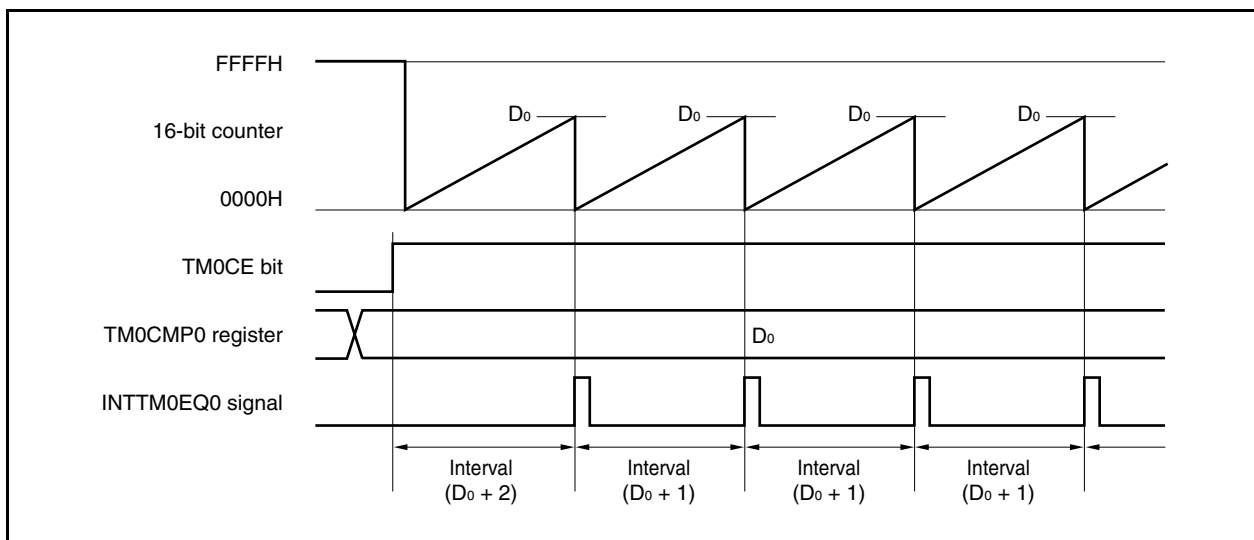 FFFFH
16-bit counter
0000H
D₀ D₀ D₀ D₀
TM0CE bit
TM0CMP0 register
D₀
INTTM0EQ0 signal
Interval Interval Interval Interval
(D₀ + 2) (D₀ + 1) (D₀ + 1) (D₀ + 1)